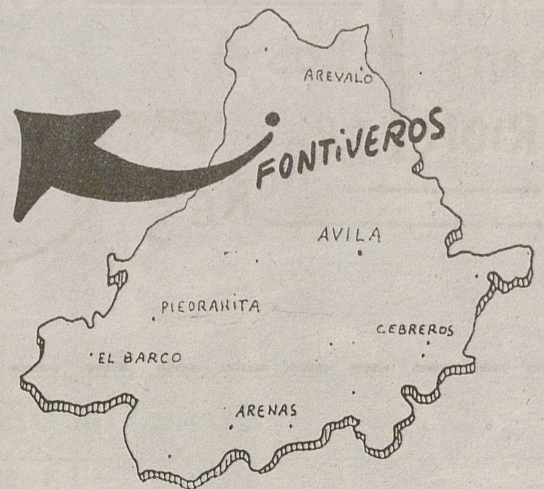 AREVALO
FONTiVEROS
AVILA
PIEDRAHITA
CEBREROS
EL BARCO
ARENAS